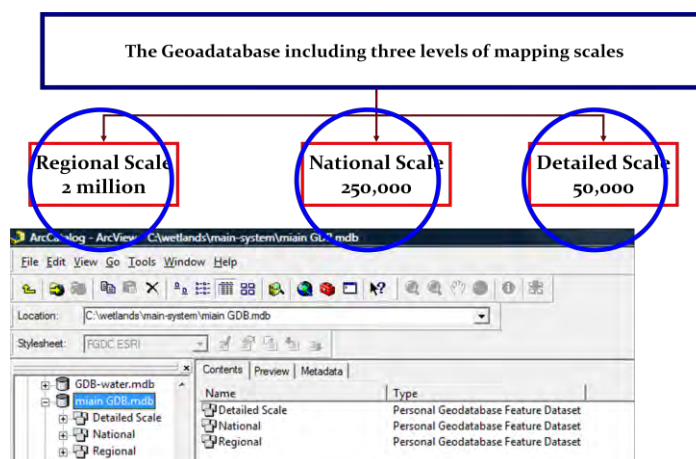 The Geoadatabase including three levels of mapping scales
Regional Scale
2 million
National Scale
250,000
Detailed Scale
50,000
ArcCatalog - ArcView - C:\wetlands\main-system\miain GDB.mdb
File Edit View Go Tools Window Help
Location: C:\wetlands\main-system\miain GDB.mdb
Stylesheet: FGDC ESRI
Contents Preview Metadata
GDB-water.mdb
miain GDB.mdb
Detailed Scale
National
Regional
Name Type
Detailed Scale Personal Geodatabase Feature Dataset
National Personal Geodatabase Feature Dataset
Regional Personal Geodatabase Feature Dataset